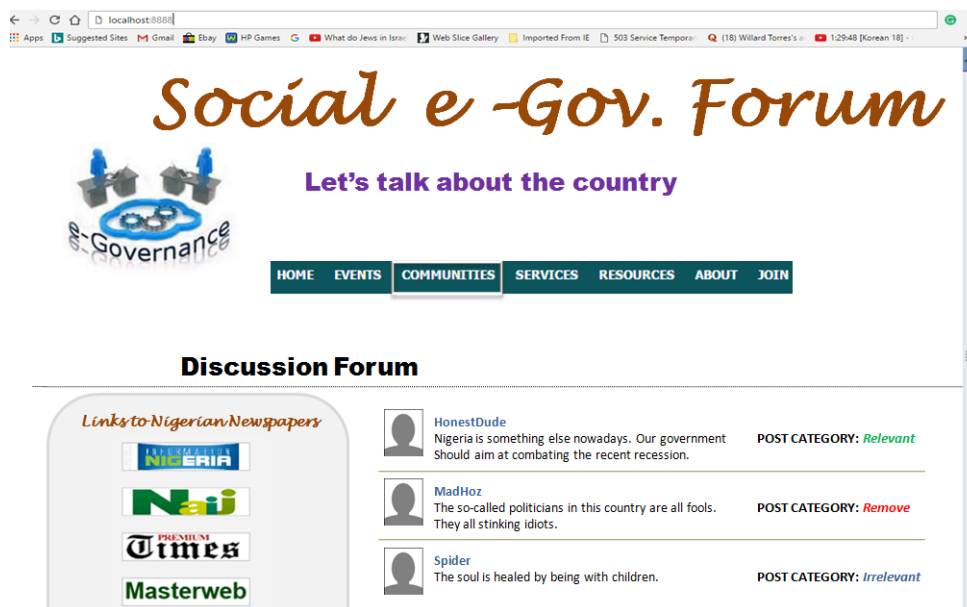 localhost:8888
Apps Suggested Sites Gmail Ebay HP Games What do Jews in Israe Web Slice Gallery Imported From IE 503 Service Tempora (18) Willard Torres's a 1:29:48 [Korean 18] -
Social e -Gov. Forum
Let's talk about the country
e-Governance
HOME EVENTS COMMUNITIES SERVICES RESOURCES ABOUT JOIN
Discussion Forum
Links to Nigerian Newspapers
INFORMATION
NIGERIA
Naij
PREMIUM
Times
Masterweb
HonestDude
Nigeria is something else nowadays. Our government
Should aim at combating the recent recession.
POST CATEGORY: Relevant
MadHoz
The so-called politicians in this country are all fools.
They all stinking idiots.
POST CATEGORY: Remove
Spider
The soul is healed by being with children.
POST CATEGORY: Irrelevant